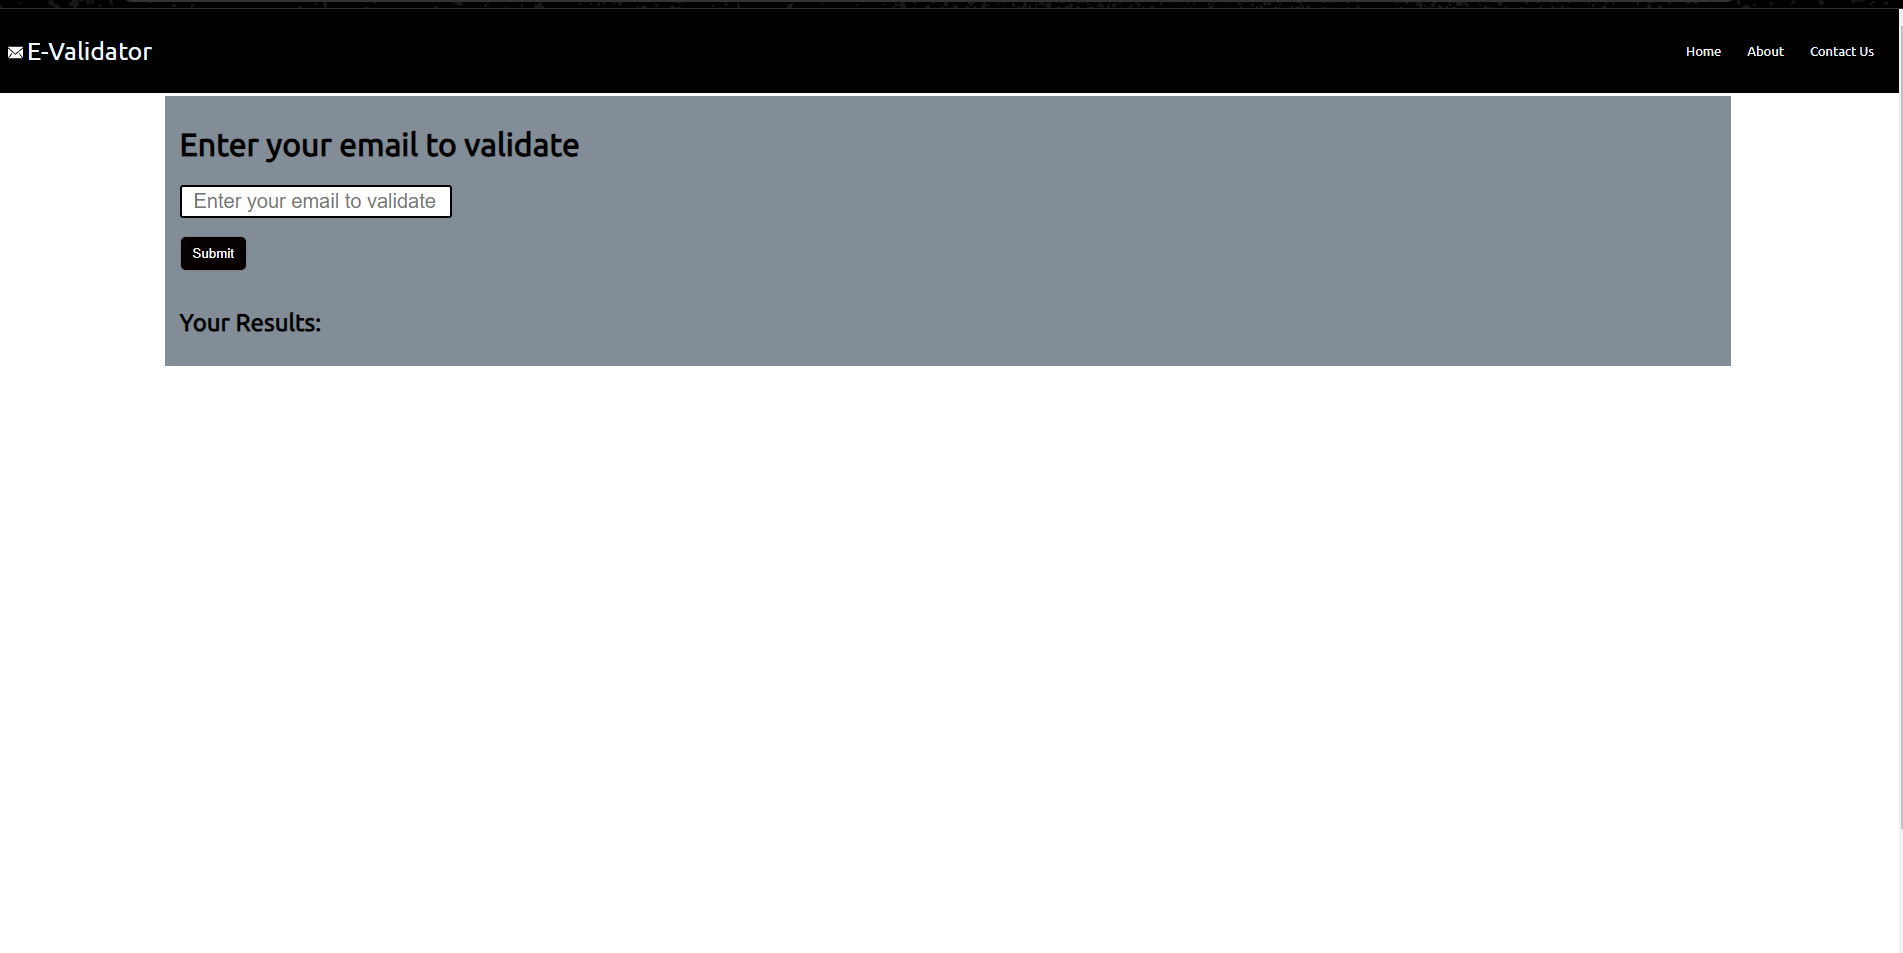 E-Validator
Home About Contact Us
Enter your email to validate
Enter your email to validate
Submit
Your Results: